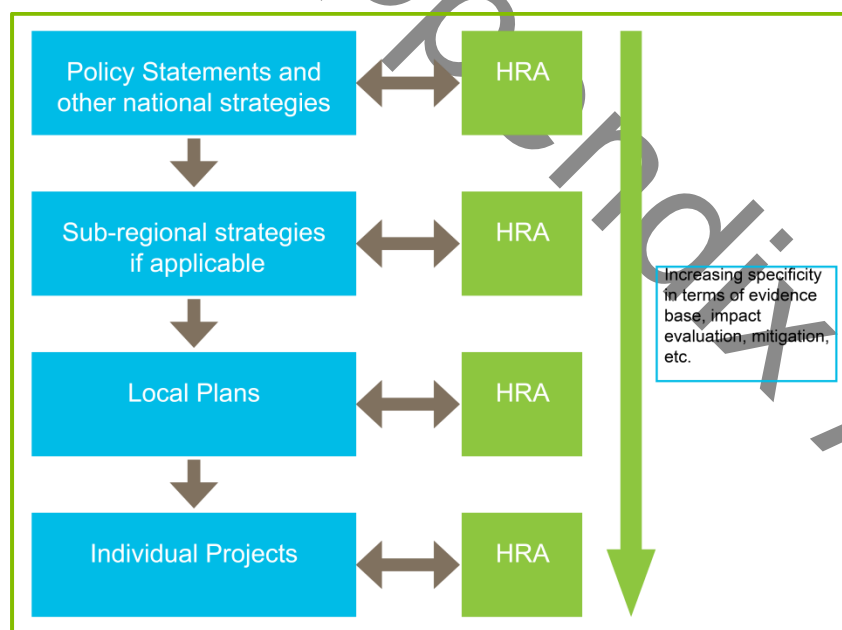 Policy Statements and
other national strategies
HRA
Sub-regional strategies
if applicable
HRA
Local Plans
HRA
Individual Projects
HRA
Increasing specificity
in terms of evidence
base, impact
evaluation, mitigation,
etc.